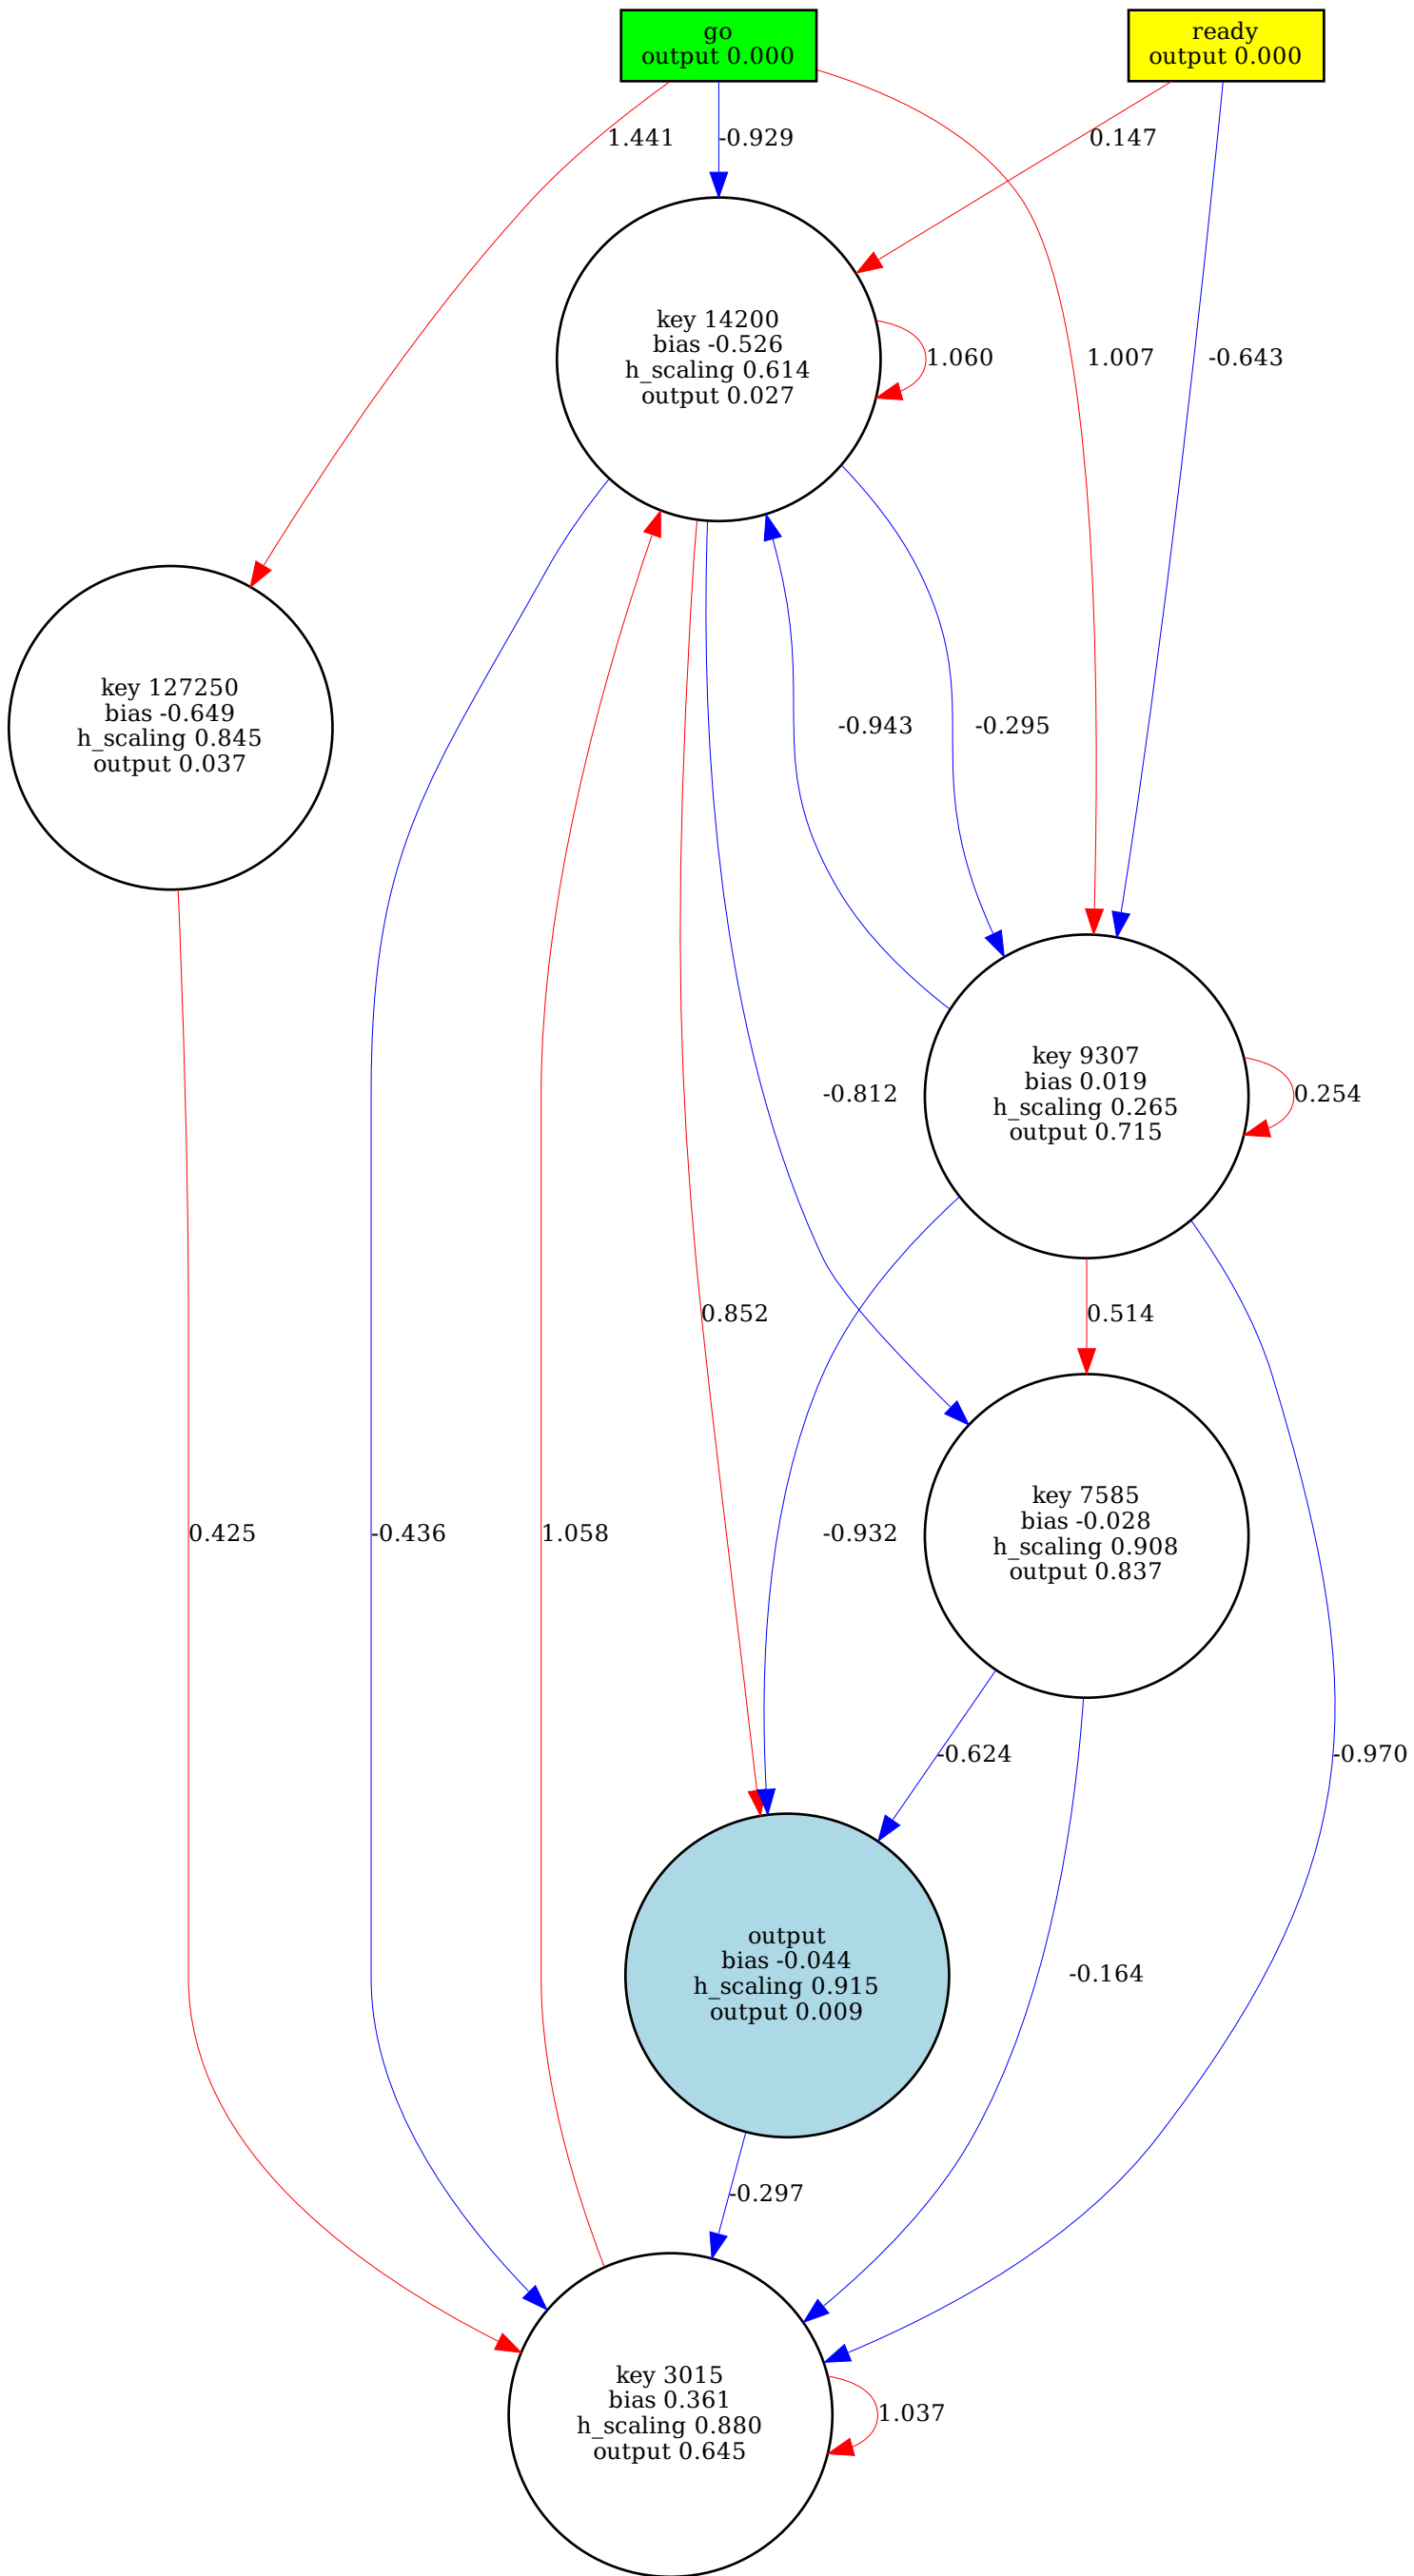 go
output 0.000
ready
output 0.000
1.441
-0.929
0.147
key 14200
bias -0.526
h_scaling 0.614
output 0.027
1.060
1.007
-0.643
key 127250
bias -0.649
h_scaling 0.845
output 0.037
-0.943
-0.295
key 9307
bias 0.019
h_scaling 0.265
output 0.715
-0.812
0.254
0.852
0.514
key 7585
bias -0.028
h_scaling 0.908
output 0.837
0.425
-0.436
1.058
-0.932
-0.624
-0.970
output
bias -0.044
h_scaling 0.915
output 0.009
-0.164
-0.297
key 3015
bias 0.361
h_scaling 0.880
output 0.645
1.037